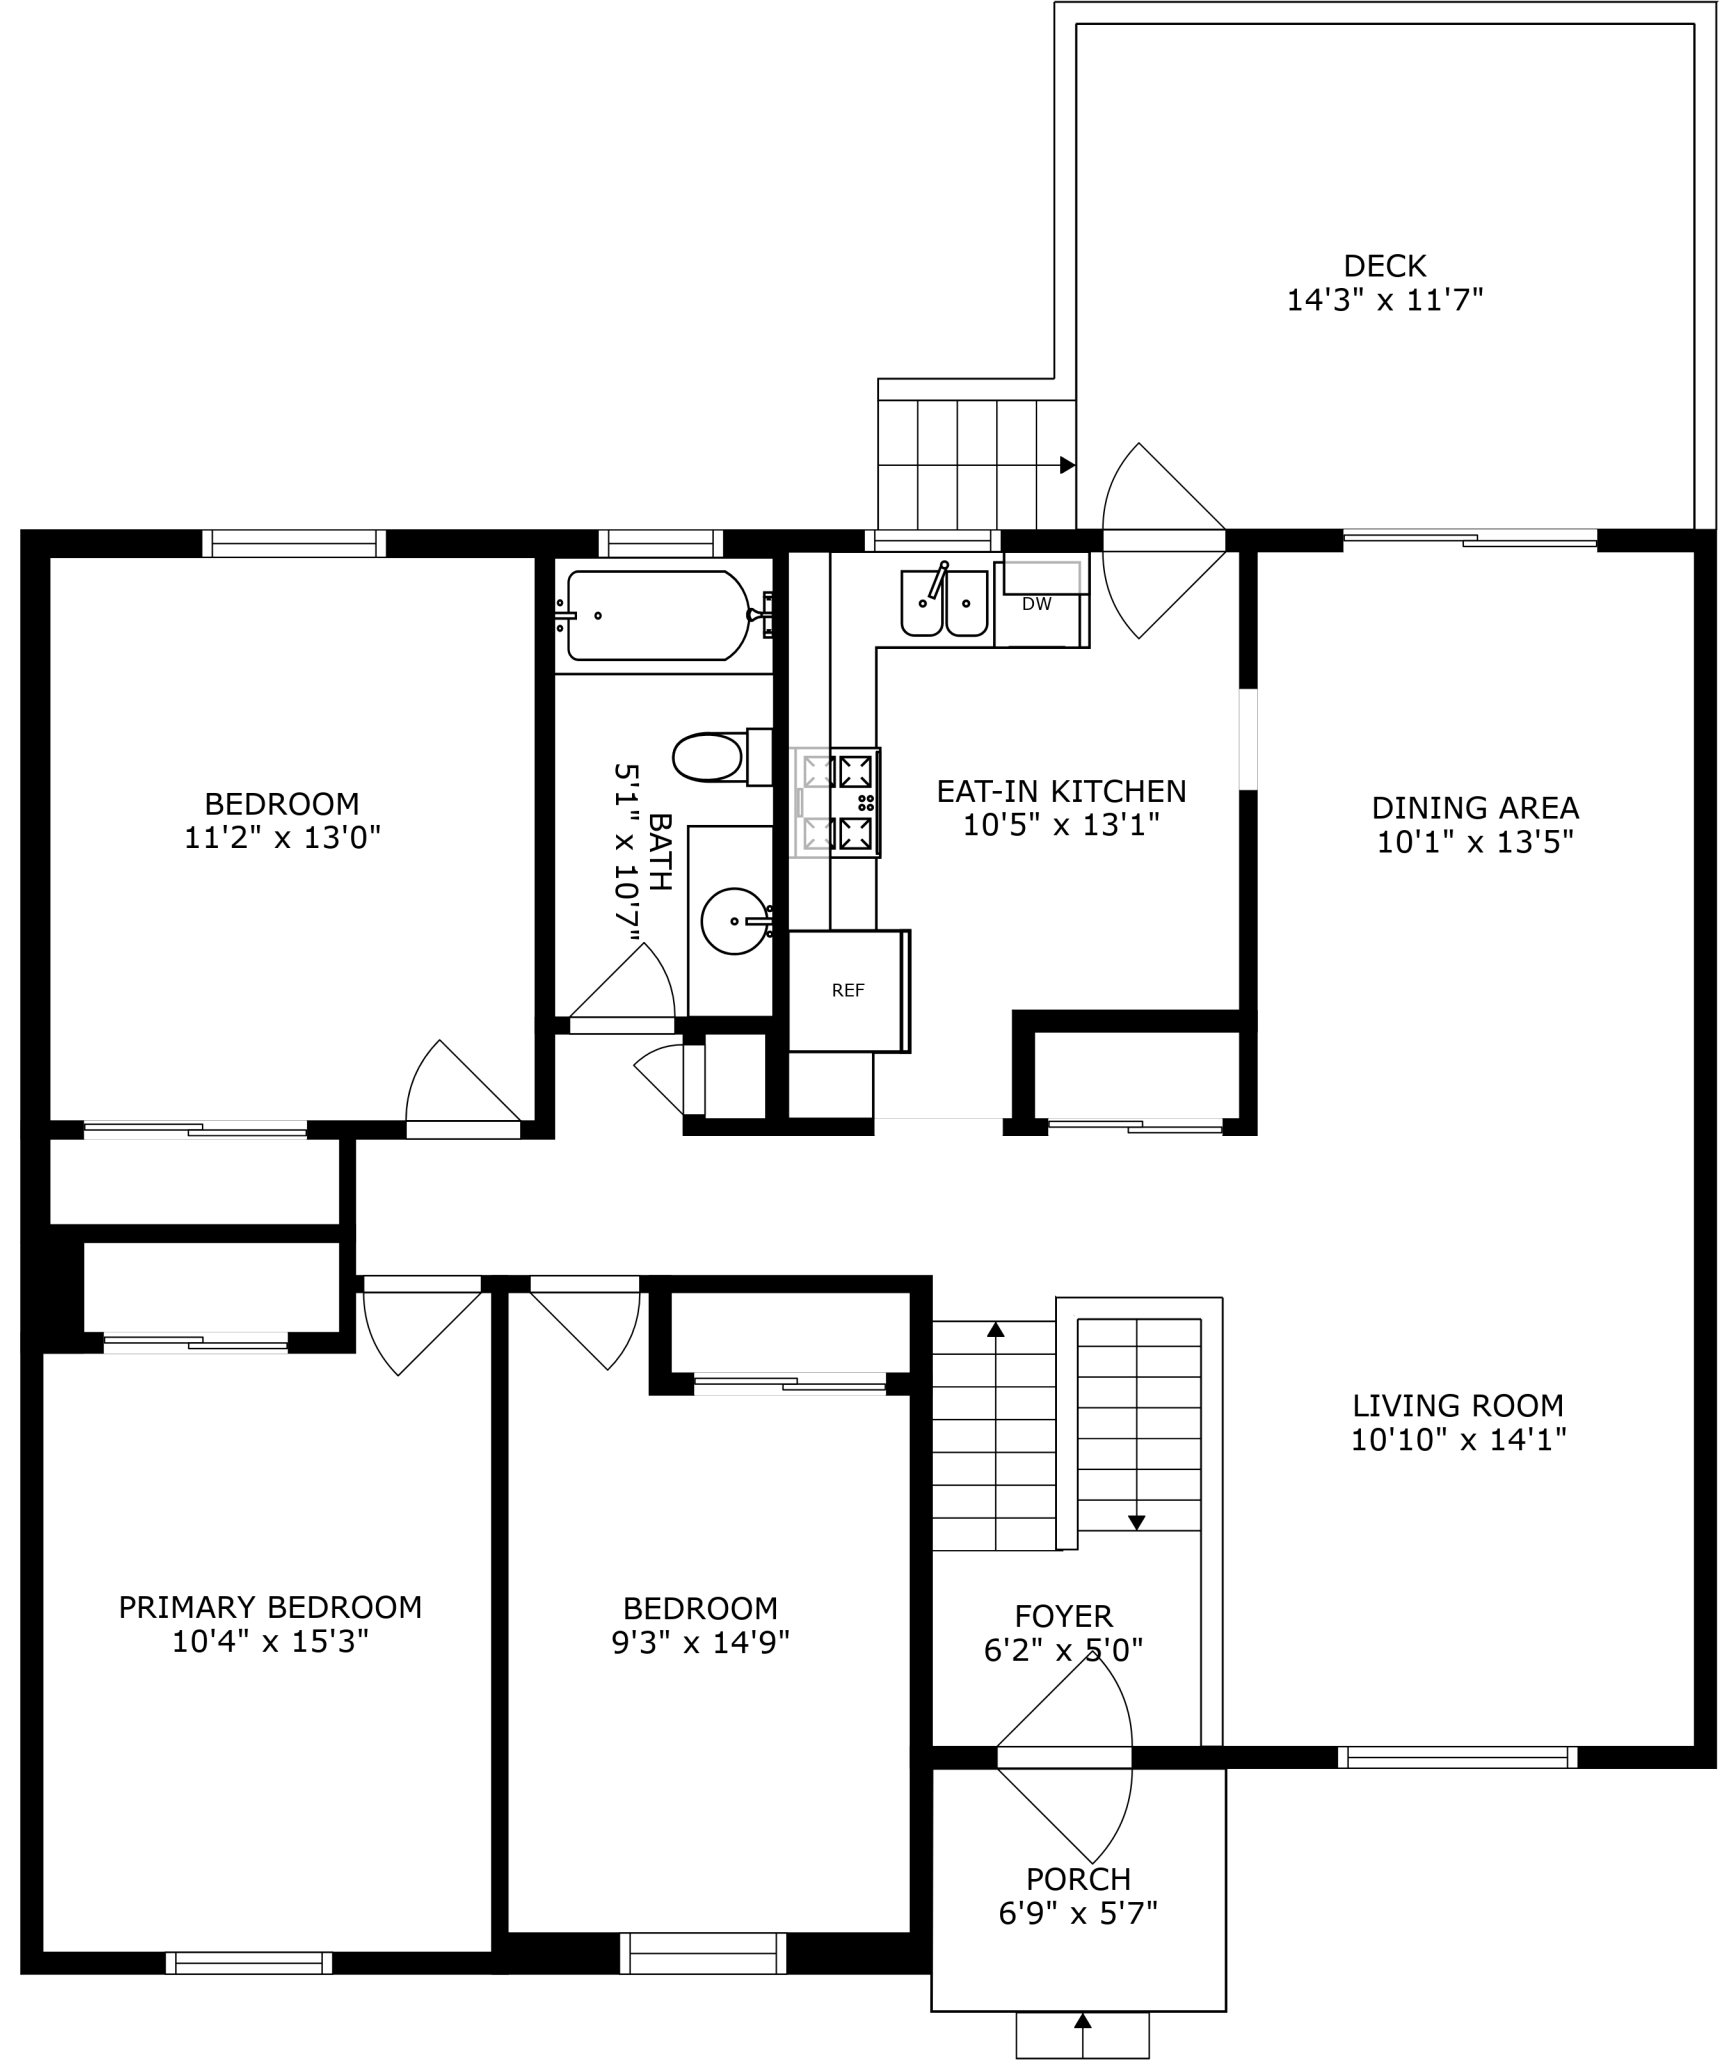 DECK
14'3" x 11'7"
DW
BEDROOM
11'2" x 13'0"
BATH
5'1" x 10'7"
EAT-IN KITCHEN
10'5" x 13'1"
DINING AREA
10'1" x 13'5"
REF
LIVING ROOM
10'10" x 14'1"
PRIMARY BEDROOM
10'4" x 15'3"
BEDROOM
9'3" x 14'9"
FOYER
6'2" x 5'0"
PORCH
6'9" x 5'7"